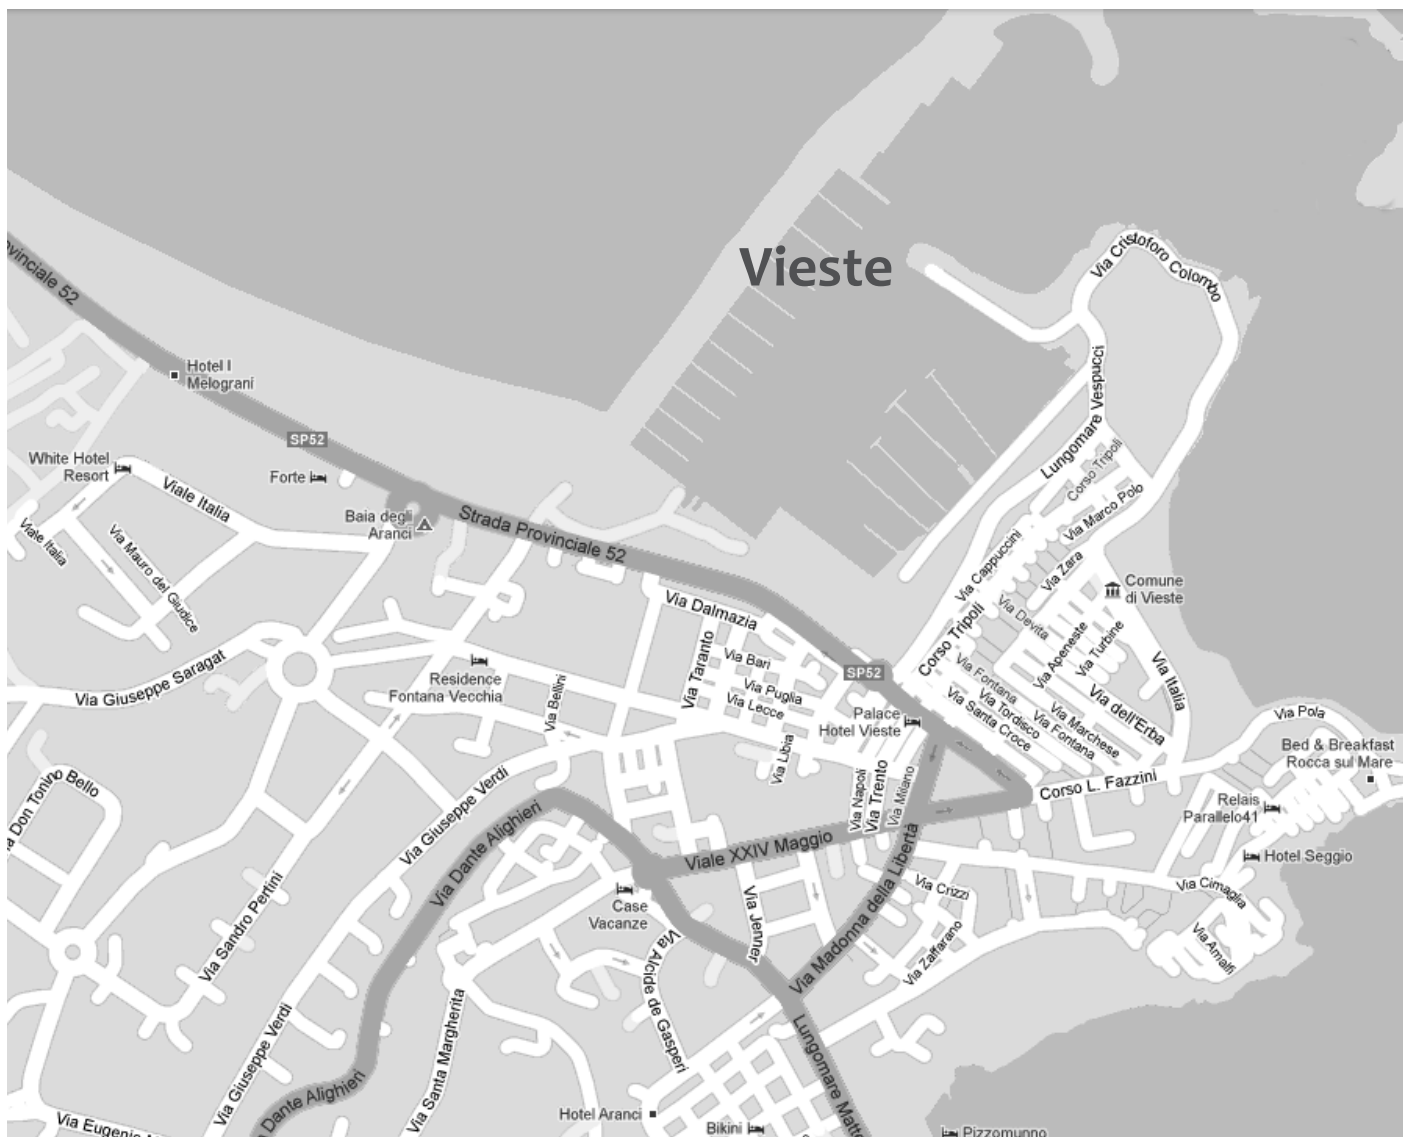 Vieste
Via Cristoforo Colombo
ovinciale 52
Hotel I
Melograni
Lungomare Vespucci
SP52
White Hotel
Resort
Forte
Viale Italia
Corso Tripoli
Via Marco Polo
Baia degli
Aranci
Strada Provinciale 52
Viale Italia
Via Mauro del Giudice
Via Cappuccini
Via Zara
Comune
di Vieste
Via Dalmazia
Via Devita
Corso Tripoli
Via Apeneste
Via Turbine
Via Taranto
Via Bari
SP52
Via Fontana
Via Italia
Residence
Fontana Vecchia
Via Giuseppe Saragat
Via Bellini
Via Puglia
Via Lecce
Via Tordisco
Via Santa Croce
Via dell'Erba
Via Marchese
Via Fontana
Palace
Hotel Vieste
Via Pola
Bed & Breakfast
Rocca sul Mare
Via Libia
Via Napoli
Via Trento
Via Milano
Corso L. Fazzini
a Don Tonino Bello
Via Giuseppe Verdi
Relais
Parallelo41
Via Dante Alighieri
Viale XXIV Maggio
Hotel Seggio
Case
Vacanze
Via Jenner
Via Madonna della Libertà
Via Crizzi
Via Cimaglia
Via Sandro Pertini
Via Alcide de Gasperi
Via Zaffarano
Via Amalfi
Via Giuseppe Verdi
Via Santa Margherita
Lungomare Matte
Dante Alighieri
Hotel Aranci
Via Eugenio
Bikini
Pizzomunno